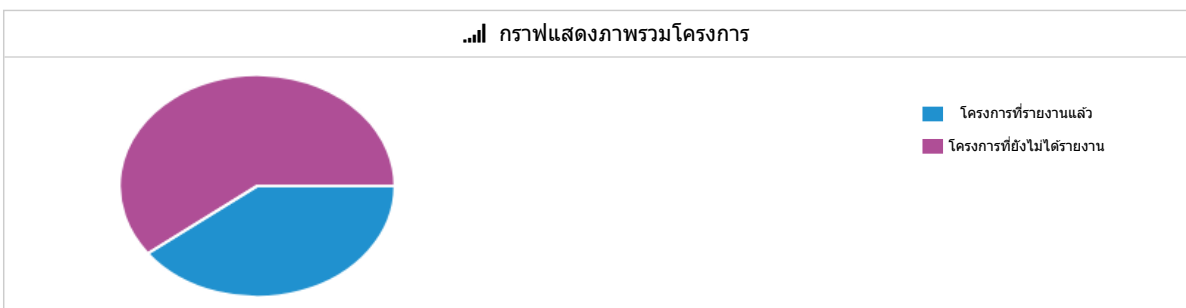 กราฟแสดงภาพรวมโครงการ
โครงการที่รายงานแล้ว
โครงการที่ยังไม่ได้รายงาน